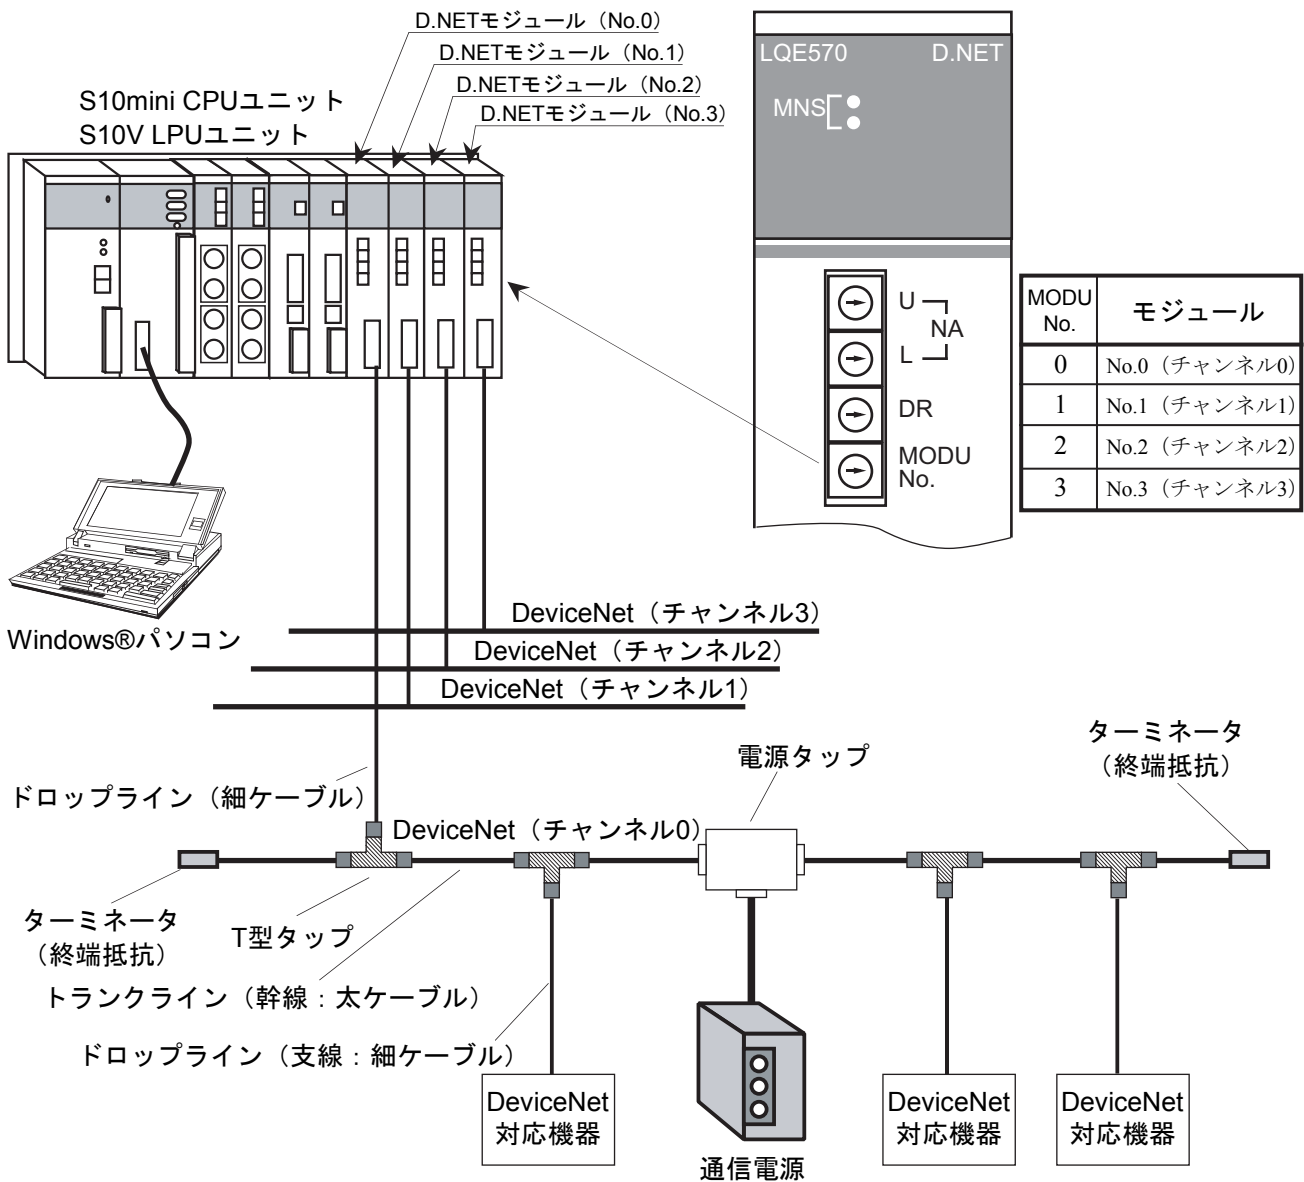 D.NETモジュール（No.0）
D.NETモジュール（No.1）
D.NETモジュール（No.2）
D.NETモジュール（No.3）
S10mini CPUユニット
S10V LPUユニット
LQE570 D.NET
MNS
U
NA
L
DR
MODU
No.
MODU
No.
モジュール
0 No.0（チャンネル0）
1 No.1（チャンネル1）
2 No.2（チャンネル2）
3 No.3（チャンネル3）
Windows®パソコン
DeviceNet（チャンネル3）
DeviceNet（チャンネル2）
DeviceNet（チャンネル1）
ドロップライン（細ケーブル）
DeviceNet（チャンネル0）
電源タップ
ターミネータ
（終端抵抗）
ターミネータ
（終端抵抗）
T型タップ
トランクライン（幹線：太ケーブル）
ドロップライン（支線：細ケーブル）
DeviceNet
対応機器
通信電源
DeviceNet
対応機器
DeviceNet
対応機器